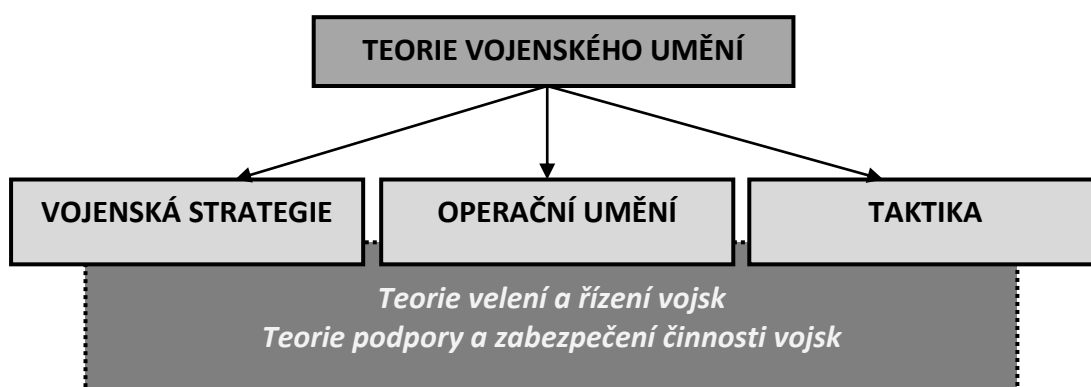 TEORIE VOJENSKÉHO UMĚNÍ
VOJENSKÁ STRATEGIE
OPERAČNÍ UMĚNÍ
TAKTIKA
Teorie velení a řízení vojsk
Teorie podpory a zabezpečení činnosti vojsk